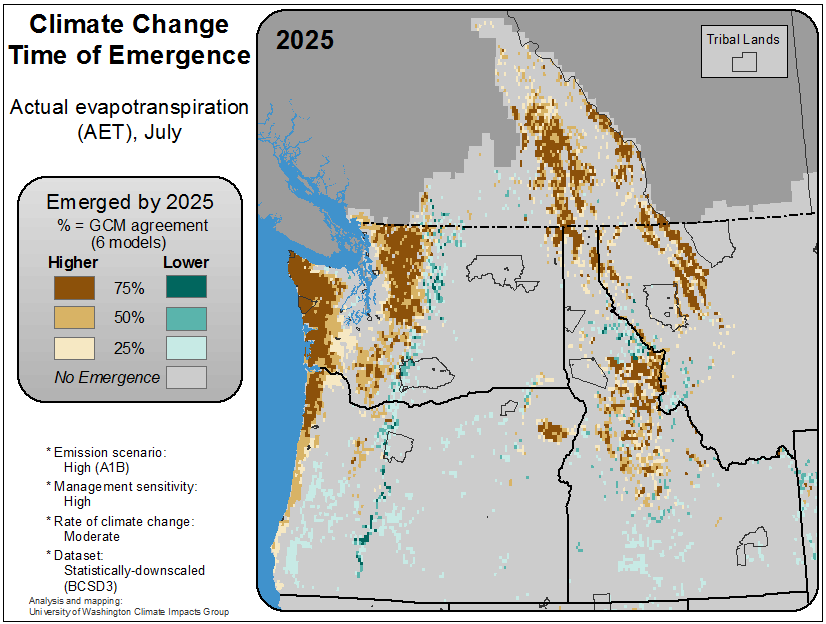 Climate Change
Time of Emergence
Actual evapotranspiration
(AET), July
Emerged by 2025
% = GCM agreement
(6 models)
Higher Lower
75%
50%
25%
No Emergence
* Emission scenario:
High (A1B)
* Management sensitivity:
High
* Rate of climate change:
Moderate
* Dataset:
Statistically-downscaled
(BCSD3)
Analysis and mapping:
University of Washington Climate Impacts Group
2025
Tribal Lands